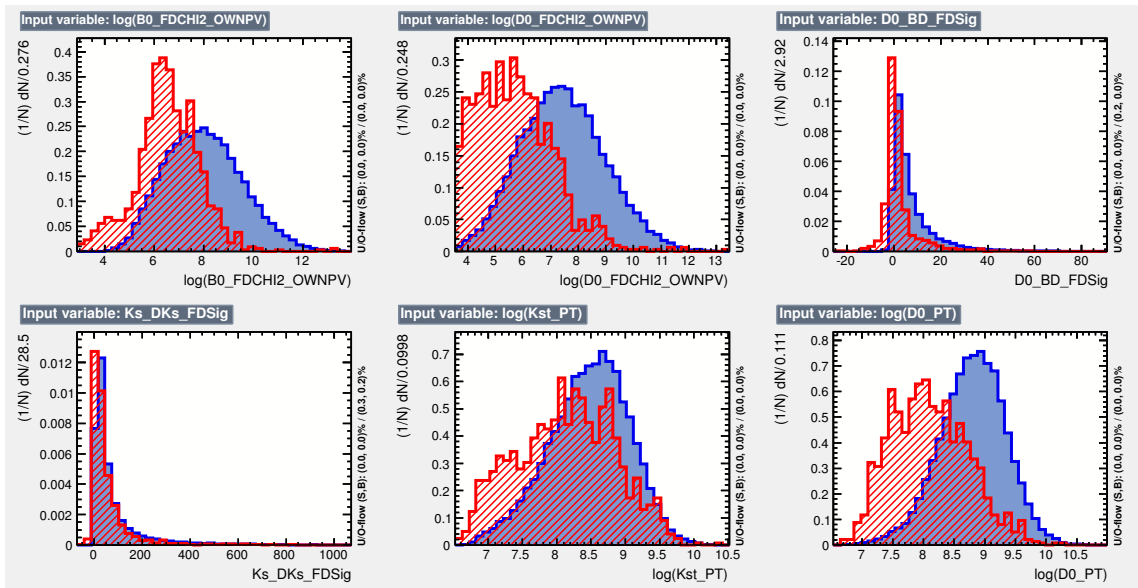 Input variable: log(B0_FDCHI2_OWNPV)
(1/N) dN/0.276
0.4
0.35
0.3
0.25
0.2
0.15
0.1
0.05
0
4 6 8 10 12
log(B0_FDCHI2_OWNPV)
U/O-flow (S,B): (0.0, 0.0)% / (0.0, 0.0)%
Input variable: log(D0_FDCHI2_OWNPV)
(1/N) dN/0.248
0.3
0.25
0.2
0.15
0.1
0.05
0
4 5 6 7 8 9 10 11 12 13
log(D0_FDCHI2_OWNPV)
U/O-flow (S,B): (0.0, 0.0)% / (0.0, 0.0)%
Input variable: D0_BD_FDSig
(1/N) dN/2.92
0.14
0.12
0.1
0.08
0.06
0.04
0.02
0
-20 0 20 40 60 80
D0_BD_FDSig
U/O-flow (S,B): (0.0, 0.0)% / (0.2, 0.0)%
Input variable: Ks_DKs_FDSig
(1/N) dN/28.5
0.012
0.01
0.008
0.006
0.004
0.002
0
0 200 400 600 800 1000
Ks_DKs_FDSig
U/O-flow (S,B): (0.0, 0.0)% / (0.3, 0.2)%
Input variable: log(Kst_PT)
(1/N) dN/0.0998
0.7
0.6
0.5
0.4
0.3
0.2
0.1
0
7 7.5 8 8.5 9 9.5 10 10.5
log(Kst_PT)
U/O-flow (S,B): (0.0, 0.0)% / (0.0, 0.0)%
Input variable: log(D0_PT)
(1/N) dN/0.111
0.8
0.7
0.6
0.5
0.4
0.3
0.2
0.1
0
7 7.5 8 8.5 9 9.5 10 10.5
log(D0_PT)
U/O-flow (S,B): (0.0, 0.0)% / (0.0, 0.0)%